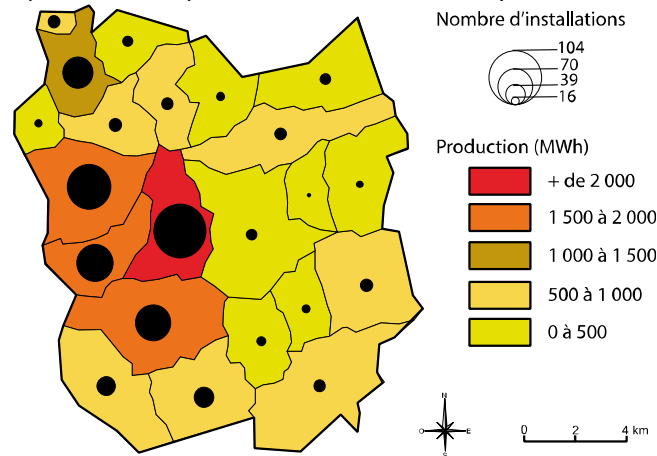 Nombre d'installations
104
70
39
16
Production (MWh)
+ de 2 000
1 500 à 2 000
1 000 à 1 500
500 à 1 000
0 à 500
N
O E
S
0 2 4 km